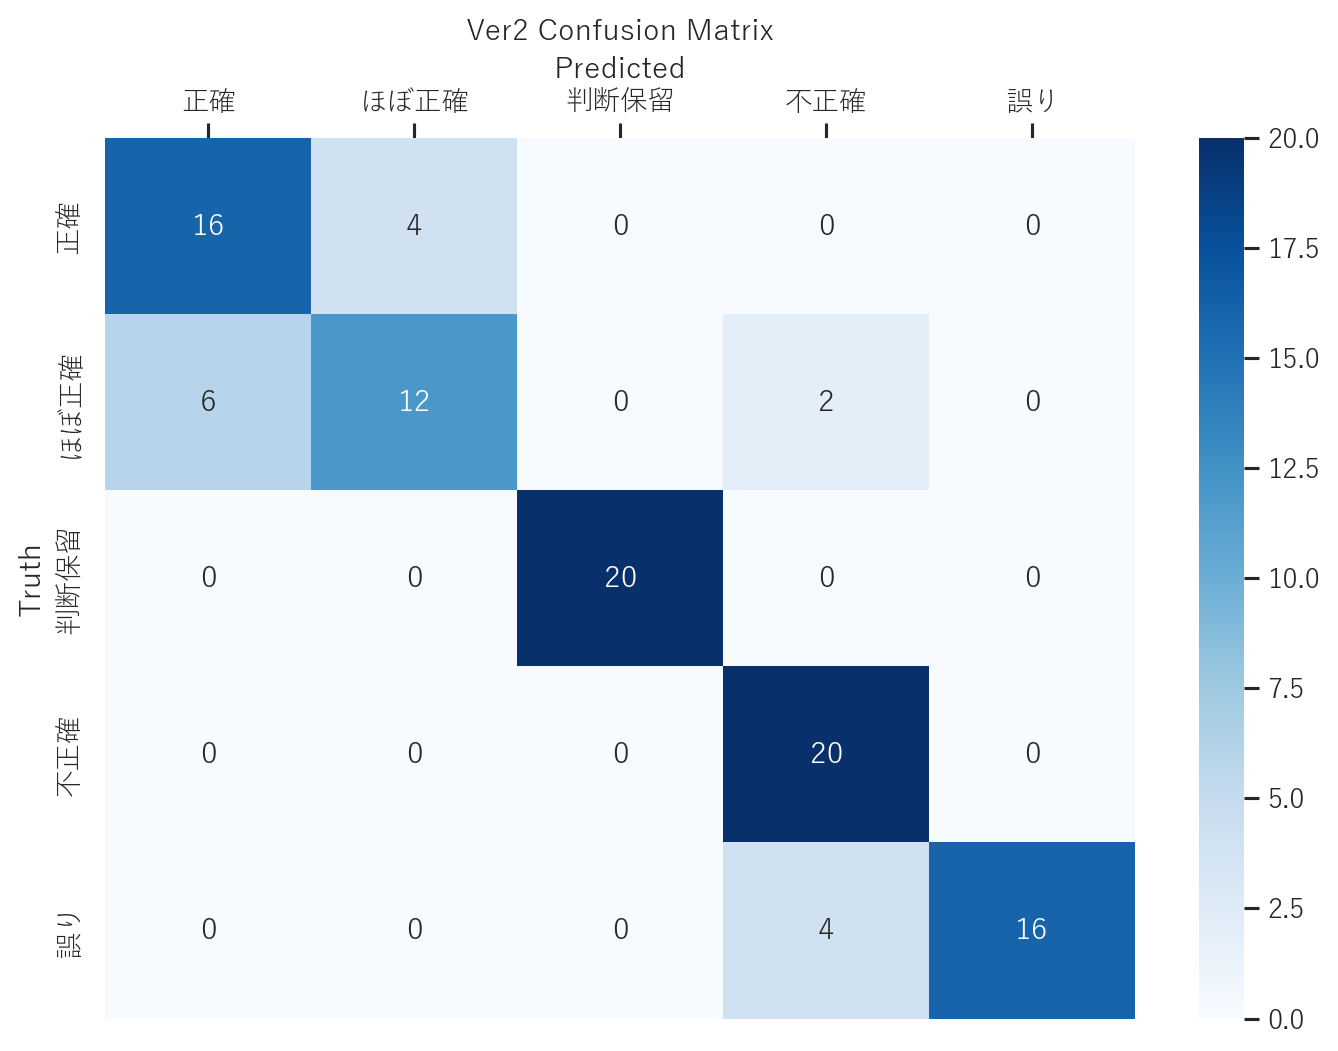 Ver2 Confusion Matrix
Predicted
正確 ほぼ正確 判断保留 不正確 誤り
Truth
正確 16 4 0 0 0
ほぼ正確 6 12 0 2 0
判断保留 0 0 20 0 0
不正確 0 0 0 20 0
誤り 0 0 0 4 16
20.0
17.5
15.0
12.5
10.0
7.5
5.0
2.5
0.0